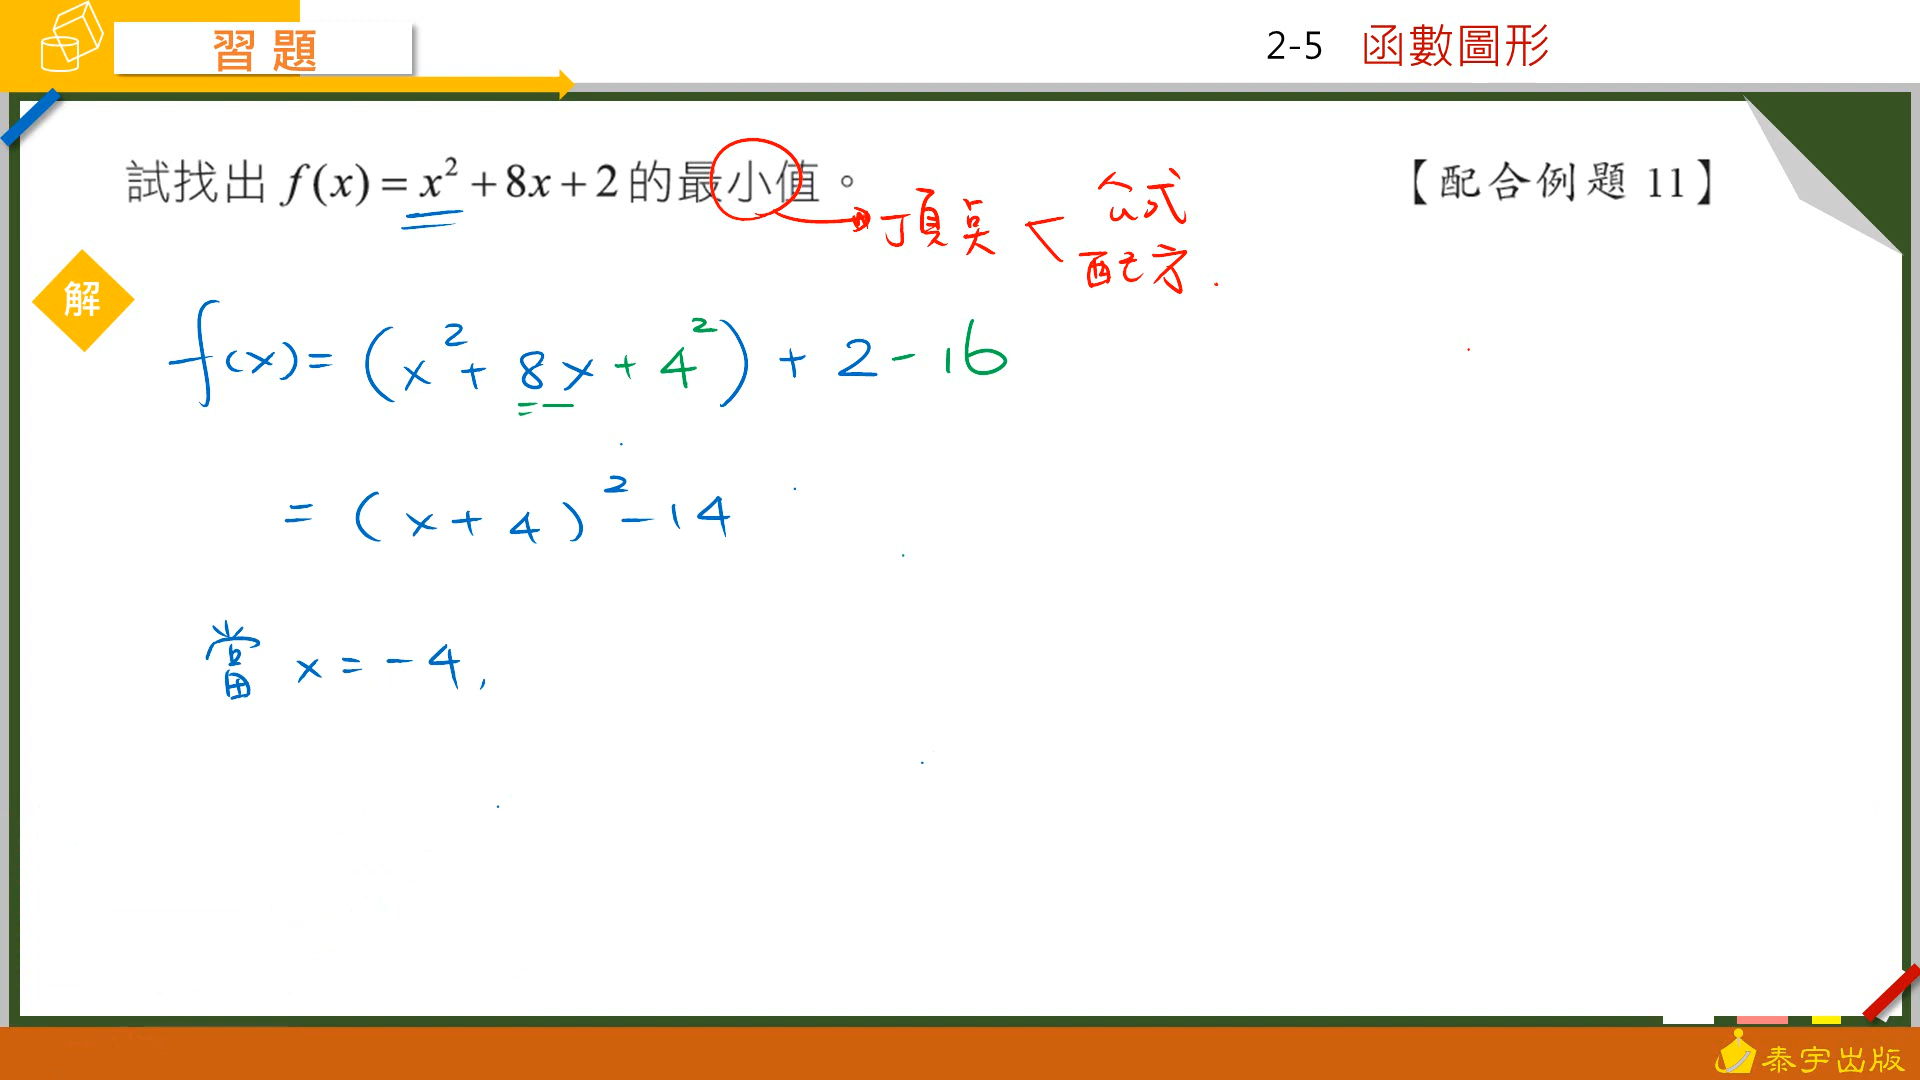 習題
2-5 函數圖形
試找出 f(x) = x² + 8x + 2 的最小值。
【配合例題 11】
頂點 < 公式
配方.
解
f(x) = (x² + 8x + 4²) + 2 - 16
= (x + 4)² - 14
當 x = -4,
泰宇出版